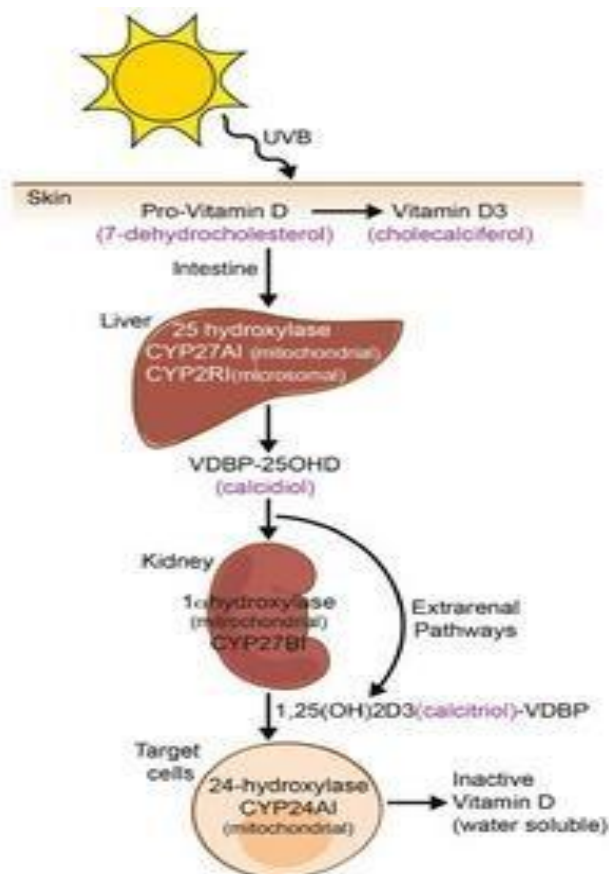 UVB
Skin
Pro-Vitamin D
Vitamin D3
(7-dehydrocholesterol)
(cholecalciferol)
Intestine
Liver
25 hydroxylase
CYP27AI (mitochondrial)
CYP2RI(microsomal)
VDBP-25OHD
(calcidiol)
Kidney
1αhydroxylase
(mitrochondrial)
CYP27BI
Extrarenal
Pathways
1,25(OH)2D3(calcitriol)-VDBP
Target
cells
24-hydroxylase
CYP24AI
(mitochondrial)
Inactive
Vitamin D
(water soluble)